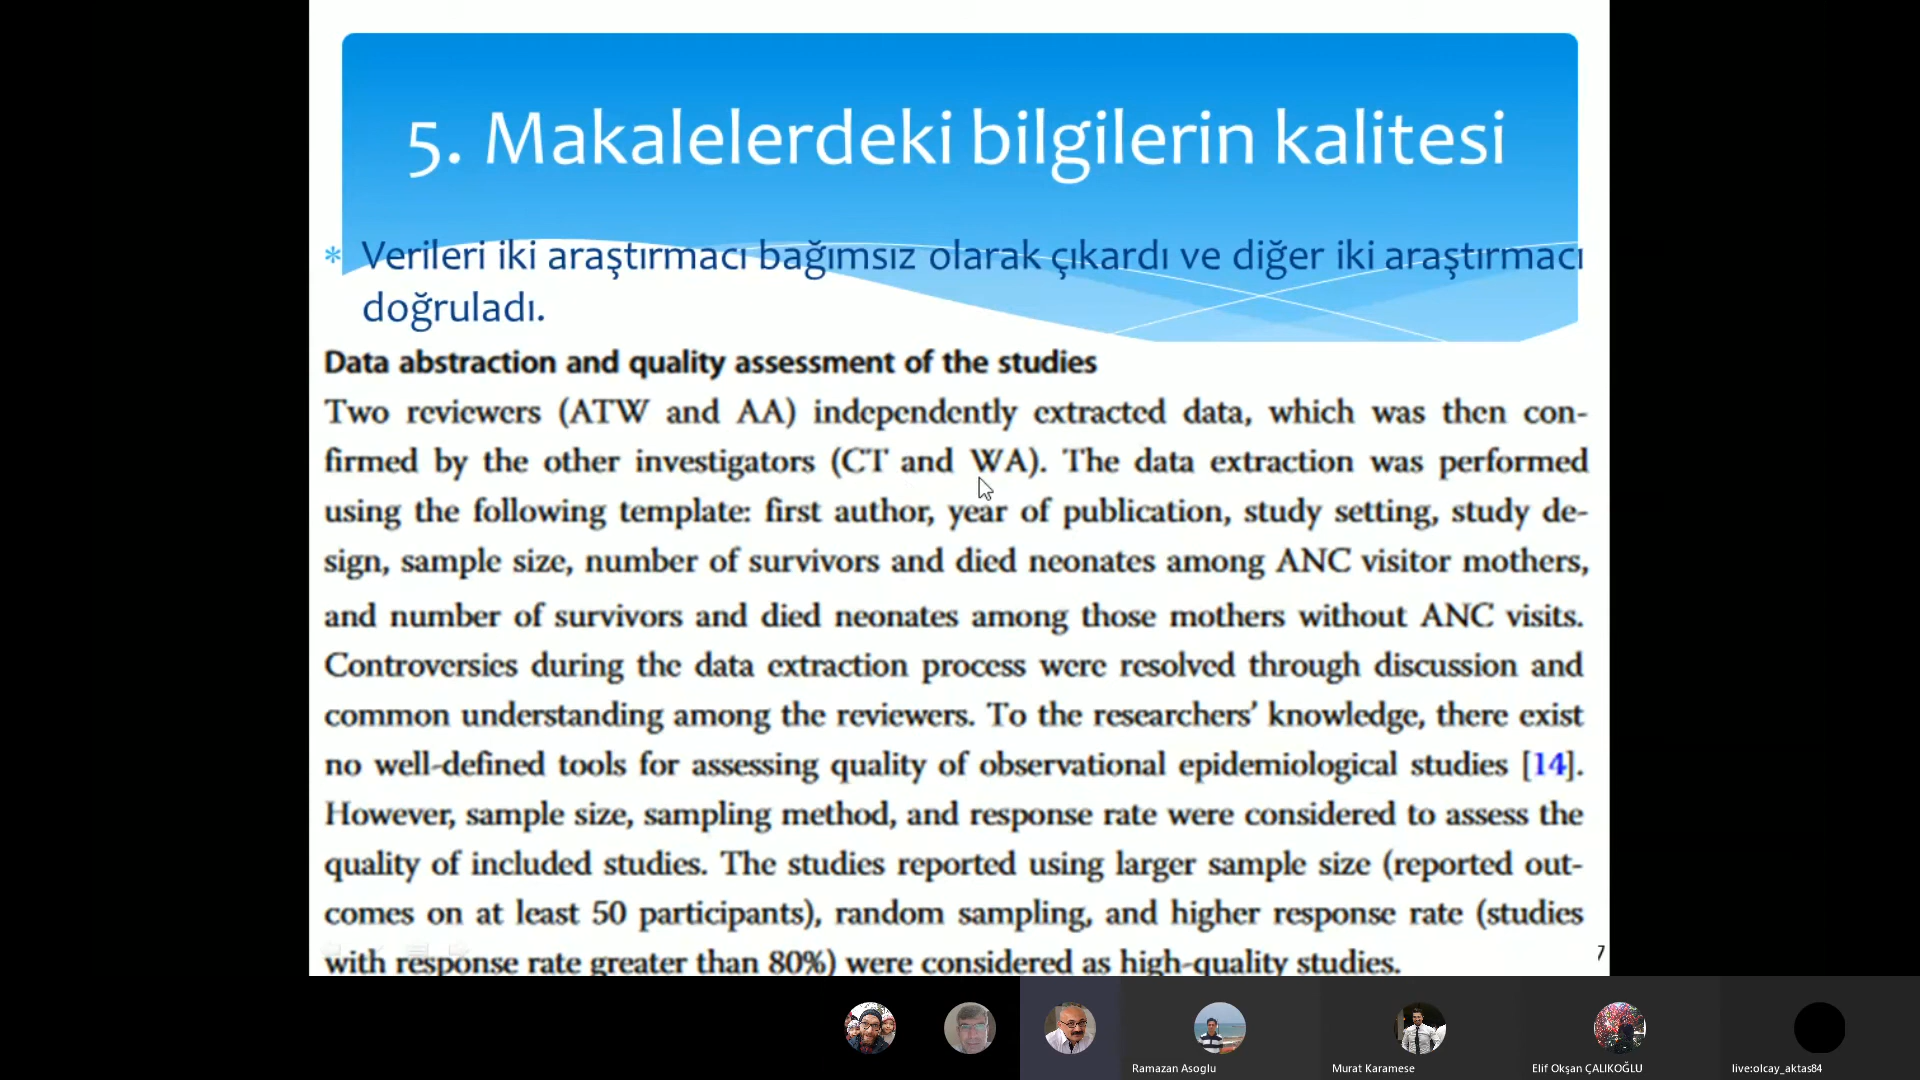 5. Makalelerdeki bilgilerin kalitesi
* Verileri iki araştırmacı bağımsız olarak çıkardı ve diğer iki araştırmacı
doğruladı.
Data abstraction and quality assessment of the studies
Two reviewers (ATW and AA) independently extracted data, which was then con-
firmed by the other investigators (CT and WA). The data extraction was performed
using the following template: first author, year of publication, study setting, study de-
sign, sample size, number of survivors and died neonates among ANC visitor mothers,
and number of survivors and died neonates among those mothers without ANC visits.
Controversies during the data extraction process were resolved through discussion and
common understanding among the reviewers. To the researchers’ knowledge, there exist
no well-defined tools for assessing quality of observational epidemiological studies [14].
However, sample size, sampling method, and response rate were considered to assess the
quality of included studies. The studies reported using larger sample size (reported out-
comes on at least 50 participants), random sampling, and higher response rate (studies
with response rate greater than 80%) were considered as high-quality studies.
7
Ramazan Asoglu
Murat Karamese
Elif Okşan ÇALIKOĞLU
live:olcay_aktas84